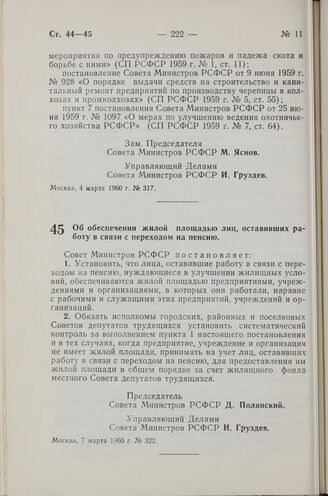 Ст. 44—45 — 222 — № 11
мероприятия по предупреждению пожаров и падежа скота и
борьбе с ними» (СП РСФСР 1959 г. № 1, ст. 11);
постановление Совета Министров РСФСР от 9 июня 1959 г.
№ 928 «О порядке выдачи средств на строительство и капи-
тальный ремонт предприятий по производству черепицы в кол-
хозах и промколхозах» (СП РСФСР 1959 г. № 5, ст. 55);
пункт 7 постановления Совета Министров РСФСР от 25 ию-
ня 1959 г. № 1097 «О мерах по улучшению ведения охотничье-
го хозяйства РСФСР» (СП РСФСР 1959 г. № 7, ст. 64).
Зам. Председателя
Совета Министров РСФСР М. Яснов.
Управляющий Делами
Совета Министров РСФСР И. Груздев.
Москва, 4 марта 1960 г. № 317.
45 Об обеспечении жилой площадью лиц, оставивших ра-
боту в связи с переходом на пенсию.
Совет Министров РСФСР постановляет:
1. Установить, что лица, оставившие работу в связи с пере-
ходом на пенсию, нуждающиеся в улучшении жилищных усло-
вий, обеспечиваются жилой площадью предприятиями, учреж-
дениями и организациями, в которых они работали, наравне
с рабочими и служащими этих предприятий, учреждений и ор-
ганизаций.
2. Обязать исполкомы городских, районных и поселковых
Советов депутатов трудящихся установить систематический
контроль за выполнением пункта 1 настоящего постановления
и в тех случаях, когда предприятие, учреждение и организация
не имеет жилой площади, принимать на учет лиц, оставивших
работу в связи с переходом на пенсию, для предоставления им
жилой площади в общем порядке за счет жилищного фонда
местного Совета депутатов трудящихся.
Председатель
Совета Министров РСФСР Д. Полянский.
Управляющий Делами
Совета Министров РСФСР И. Груздев.
Москва, 7 марта 1960 г. № 322.